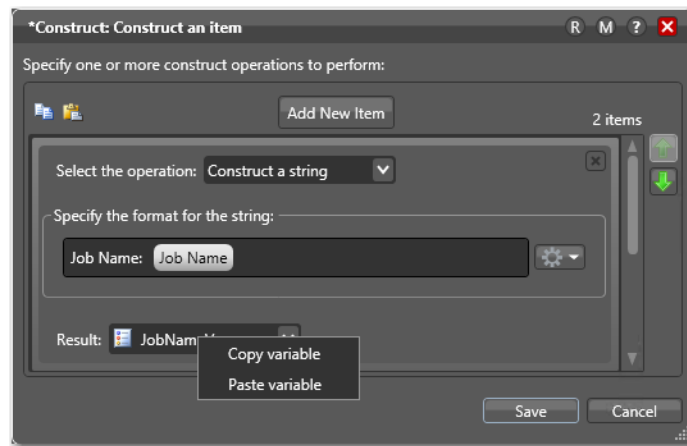 *Construct: Construct an item
R M ?
Specify one or more construct operations to perform:
Add New Item
2 items
Select the operation: Construct a string
Specify the format for the string:
Job Name: Job Name
Result:
Copy variable
Paste variable
Save Cancel